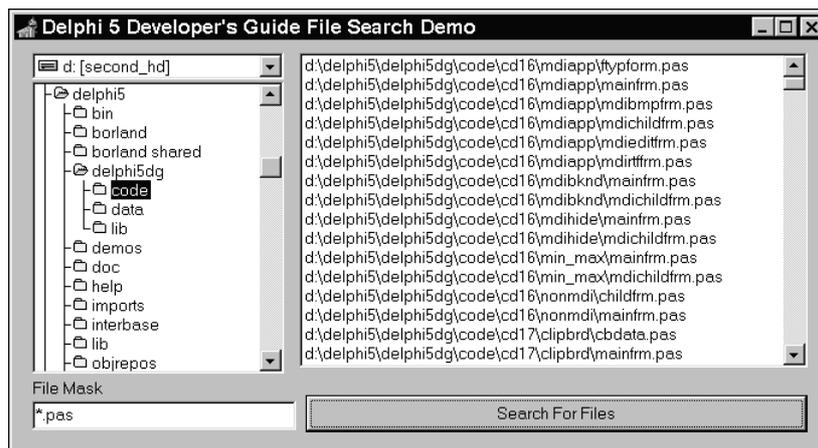 Delphi 5 Developer's Guide File Search Demo
d: [second_hd]
delphi5
bin
borland
borland shared
delphi5dg
code
data
lib
demos
doc
help
imports
interbase
lib
objrepos
File Mask
*.pas
d:\delphi5\delphi5dg\code\cd16\mdiapp\ftypform.pas
d:\delphi5\delphi5dg\code\cd16\mdiapp\mainfrm.pas
d:\delphi5\delphi5dg\code\cd16\mdiapp\mdibmpfrm.pas
d:\delphi5\delphi5dg\code\cd16\mdiapp\mdichildfrm.pas
d:\delphi5\delphi5dg\code\cd16\mdiapp\mdieditfrm.pas
d:\delphi5\delphi5dg\code\cd16\mdiapp\mdirtffrm.pas
d:\delphi5\delphi5dg\code\cd16\mdibknd\mainfrm.pas
d:\delphi5\delphi5dg\code\cd16\mdibknd\mdichildfrm.pas
d:\delphi5\delphi5dg\code\cd16\mdihide\mainfrm.pas
d:\delphi5\delphi5dg\code\cd16\mdihide\mdichildfrm.pas
d:\delphi5\delphi5dg\code\cd16\min_max\mainfrm.pas
d:\delphi5\delphi5dg\code\cd16\min_max\mdichildfrm.pas
d:\delphi5\delphi5dg\code\cd16\nonmdi\childfrm.pas
d:\delphi5\delphi5dg\code\cd16\nonmdi\mainfrm.pas
d:\delphi5\delphi5dg\code\cd17\clipbrd\cbdata.pas
d:\delphi5\delphi5dg\code\cd17\clipbrd\mainfrm.pas
Search For Files